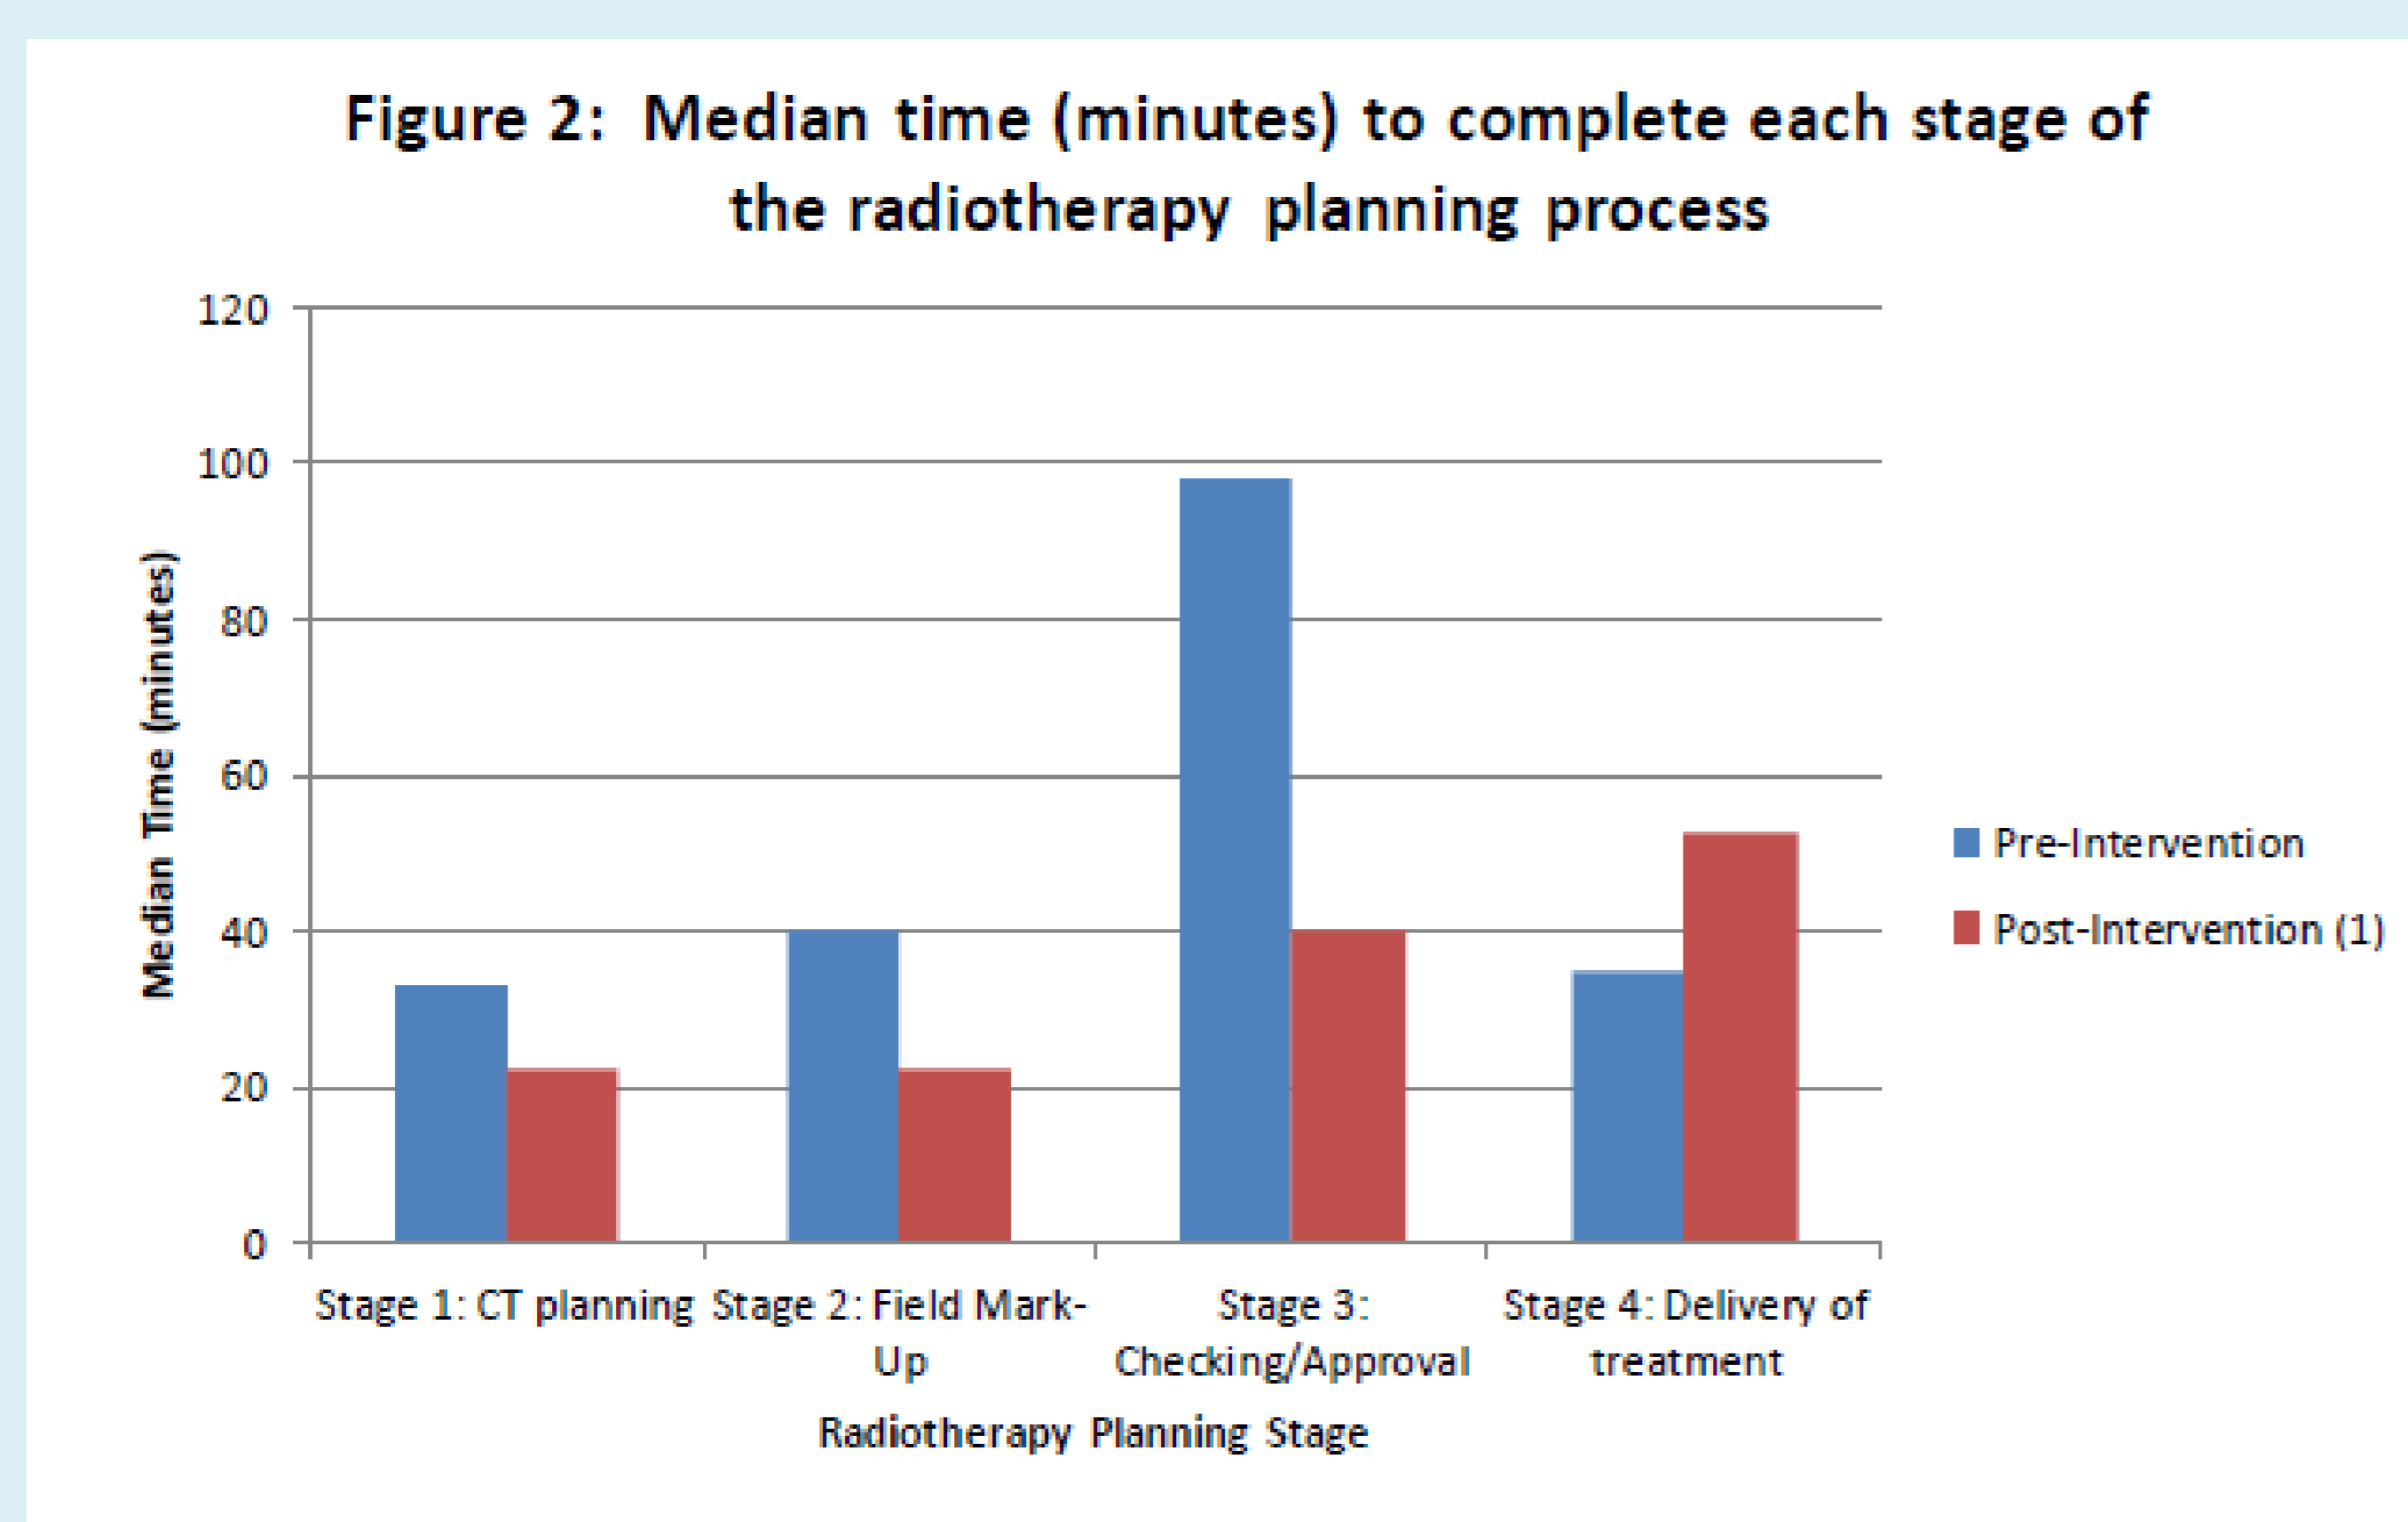 Figure 2:  Median time (minutes) to complete each stage of
the radiotherapy planning process
120
100
80
60
40
20
0
Median Time (minutes)
Pre-Intervention
Post-Intervention (1)
Stage 1: CT planning
Stage 2: Field Mark-
Up
Stage 3:
Checking/Approval
Stage 4: Delivery of
treatment
Radiotherapy Planning Stage